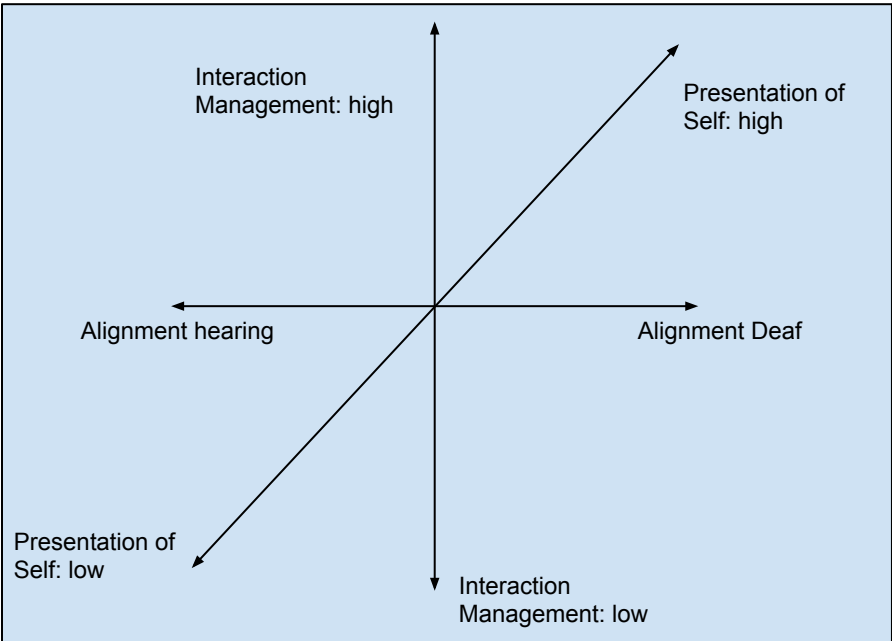 Interaction
Management: high
Presentation of
Self: high
Alignment hearing
Alignment Deaf
Presentation of
Self: low
Interaction
Management: low